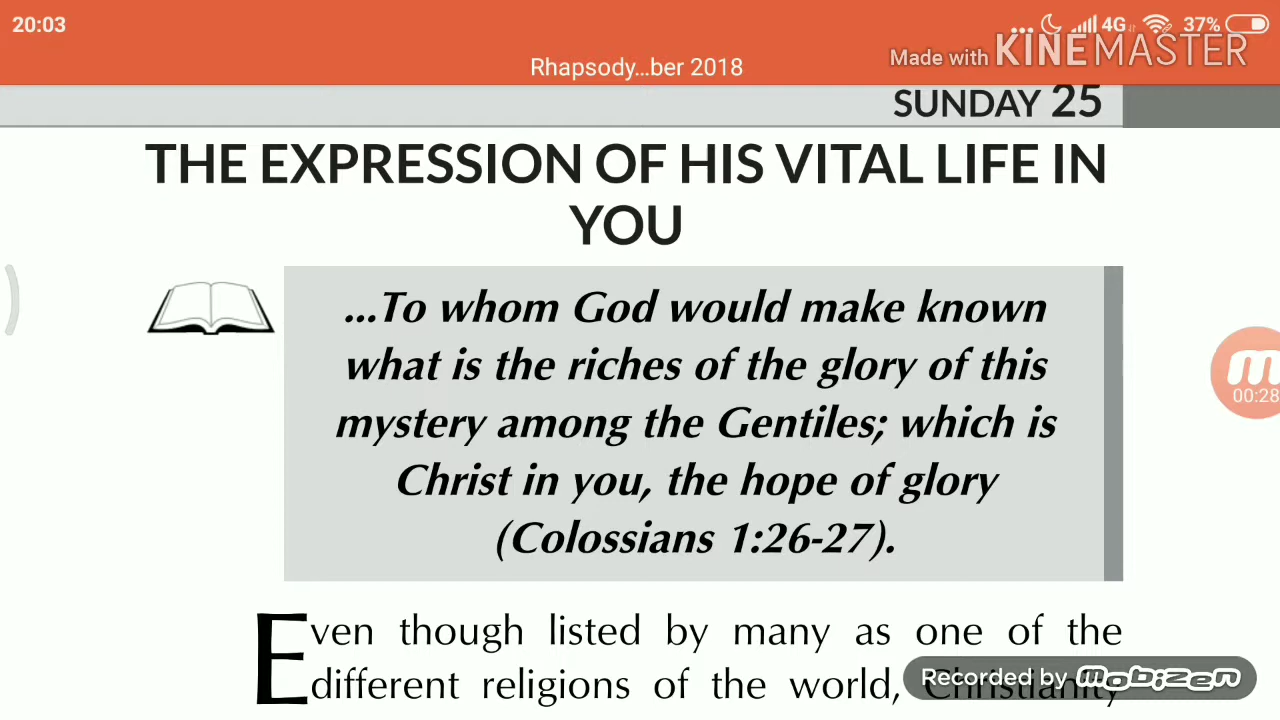 20:03
4G 37%
Made with KINEMASTER
Rhapsody...ber 2018
SUNDAY 25
THE EXPRESSION OF HIS VITAL LIFE IN
YOU
...To whom God would make known
what is the riches of the glory of this
mystery among the Gentiles; which is
Christ in you, the hope of glory
(Colossians 1:26-27).
m
00:28
Even though listed by many as one of the
different religions of the world, Christianity
Recorded by mobizen